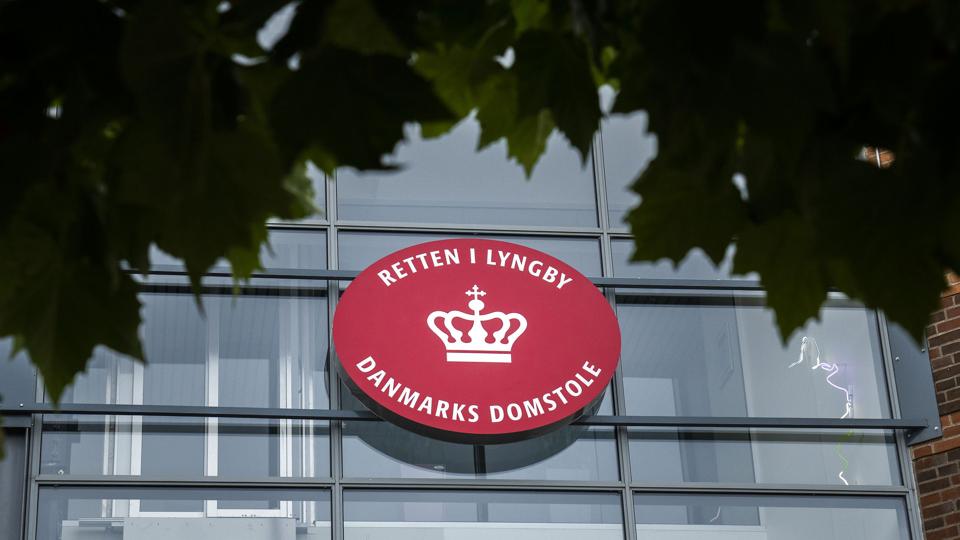 RETTEN I LYNGBY
DANMARKS DOMSTOLE